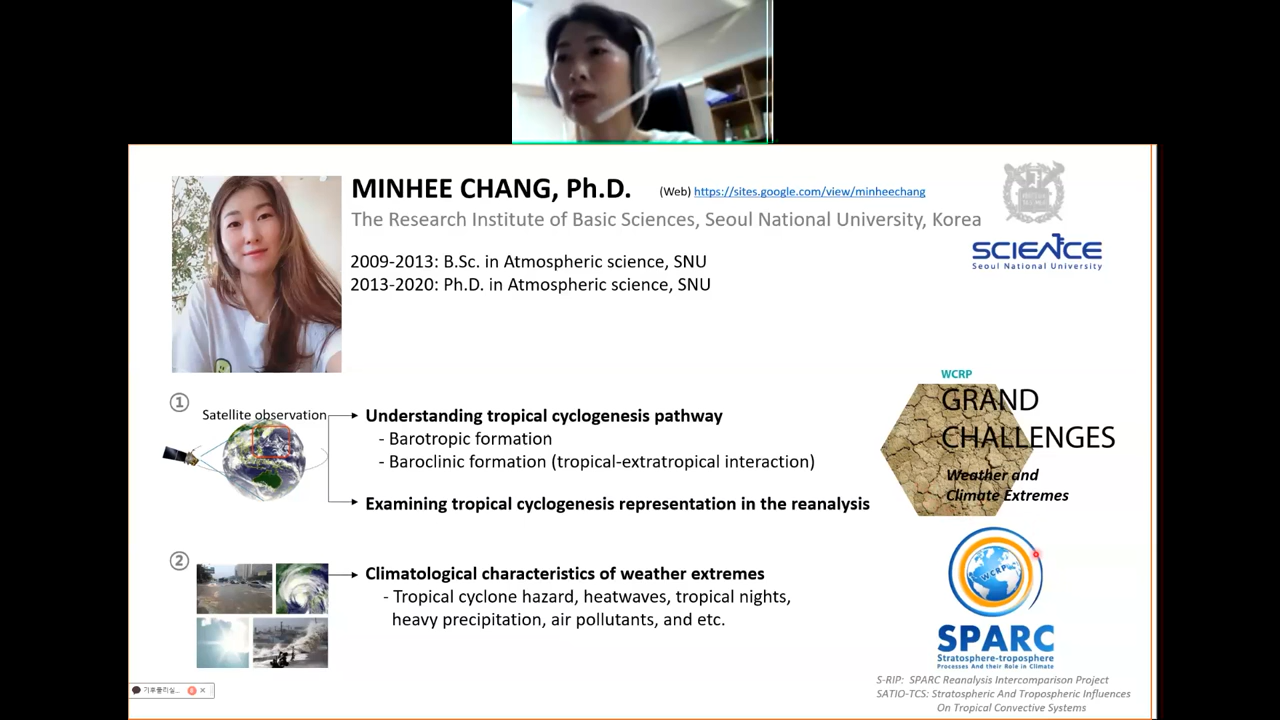 MINHEE CHANG, Ph.D. (Web) https://sites.google.com/view/minheechang
The Research Institute of Basic Sciences, Seoul National University, Korea
SCIENCE
Seoul National University
2009-2013: B.Sc. in Atmospheric science, SNU
2013-2020: Ph.D. in Atmospheric science, SNU
①
Satellite observation
Understanding tropical cyclogenesis pathway
- Barotropic formation
- Baroclinic formation (tropical-extratropical interaction)
Examining tropical cyclogenesis representation in the reanalysis
WCRP
GRAND
CHALLENGES
Weather and
Climate Extremes
②
Climatological characteristics of weather extremes
- Tropical cyclone hazard, heatwaves, tropical nights,
heavy precipitation, air pollutants, and etc.
WCRP
SPARC
Stratosphere-troposphere
Processes And their Role in Climate
S-RIP: SPARC Reanalysis Intercomparison Project
SATIO-TCS: Stratospheric And Tropospheric Influences
On Tropical Convective Systems